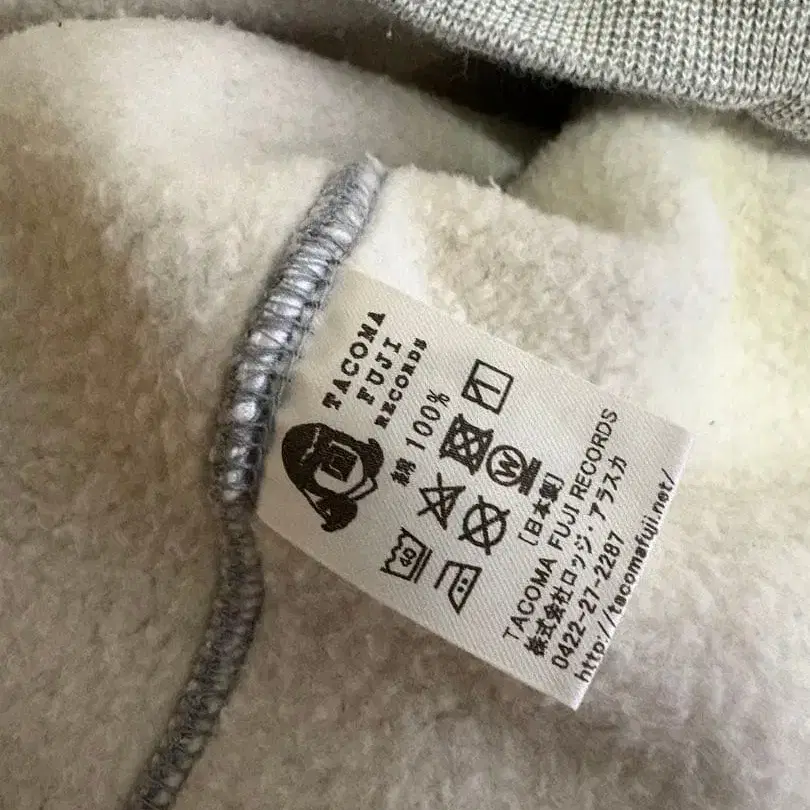 TACOMA
FUJI
RECORDS
綿 100%
40
W
[日本製]
TACOMA FUJI RECORDS
株式会社ロッジ・アラスカ
0422-27-2287
http://tacomafuji.net/